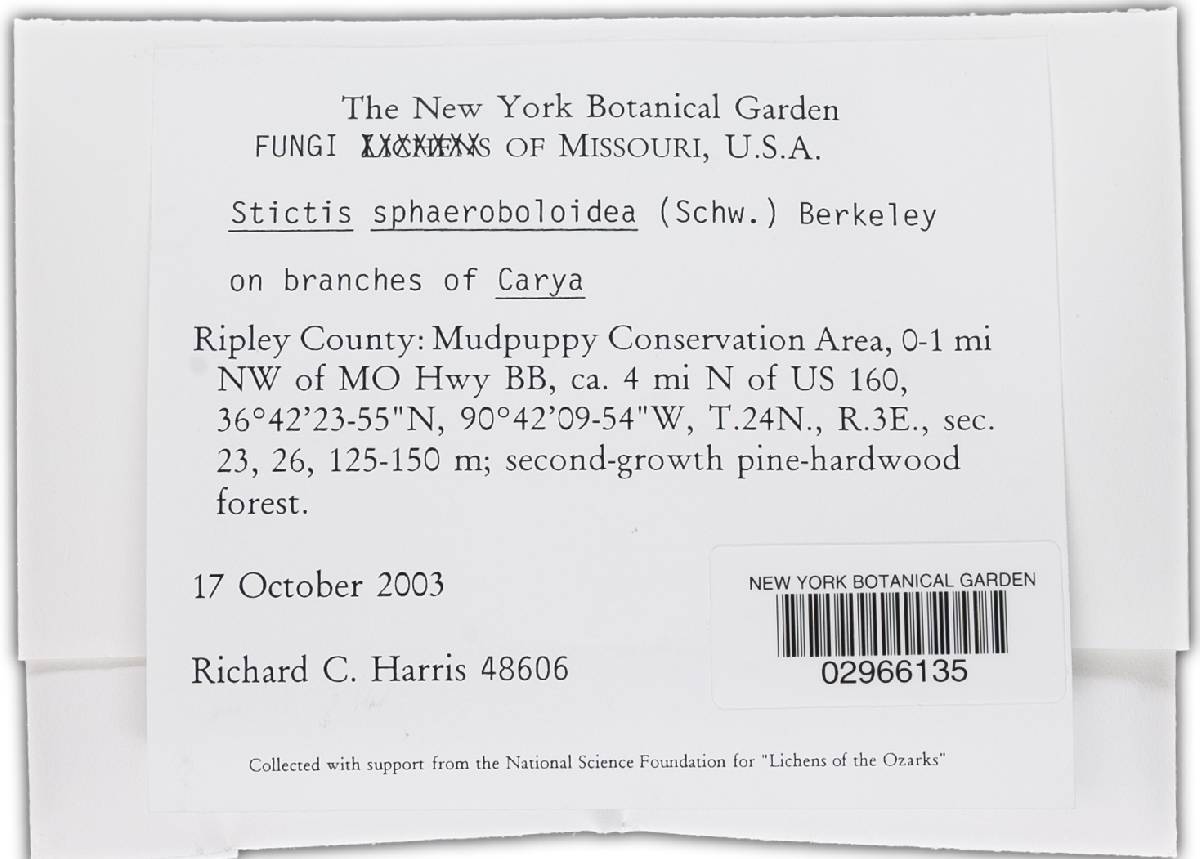 The New York Botanical Garden
FUNGI LICHENS OF MISSOURI, U.S.A.
Stictis sphaeroboloidea (Schw.) Berkeley
on branches of Carya
Ripley County: Mudpuppy Conservation Area, 0-1 mi
NW of MO Hwy BB, ca. 4 mi N of US 160,
36°42'23-55"N, 90°42'09-54"W, T.24N., R.3E., sec.
23, 26, 125-150 m; second-growth pine-hardwood
forest.
17 October 2003
NEW YORK BOTANICAL GARDEN
02966135
Richard C. Harris 48606
Collected with support from the National Science Foundation for "Lichens of the Ozarks"